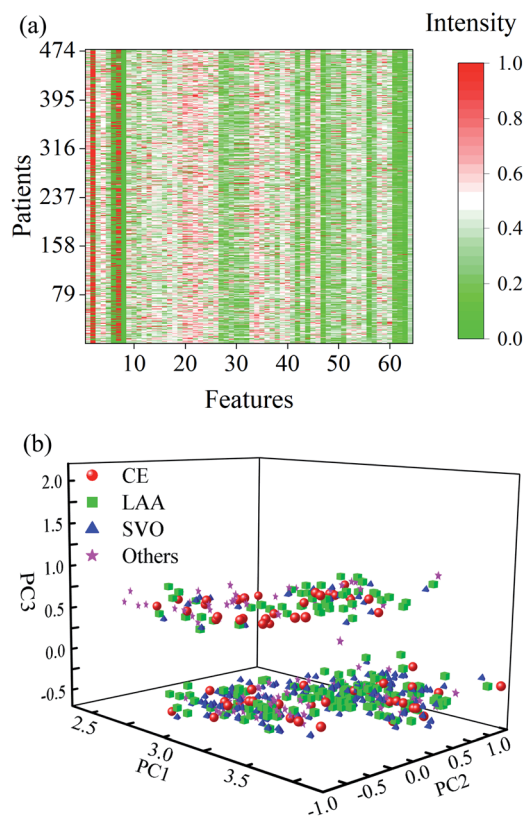 (a)
Intensity
474
395
316
237
158
79
Patients
10 20 30 40 50 60
Features
1.0
0.8
0.6
0.4
0.2
0.0
(b)
CE
LAA
SVO
Others
2.0
1.5
1.0
0.5
0.0
-0.5
PC3
2.5 3.0 3.5
PC1
-1.0 -0.5 0.0 0.5 1.0
PC2